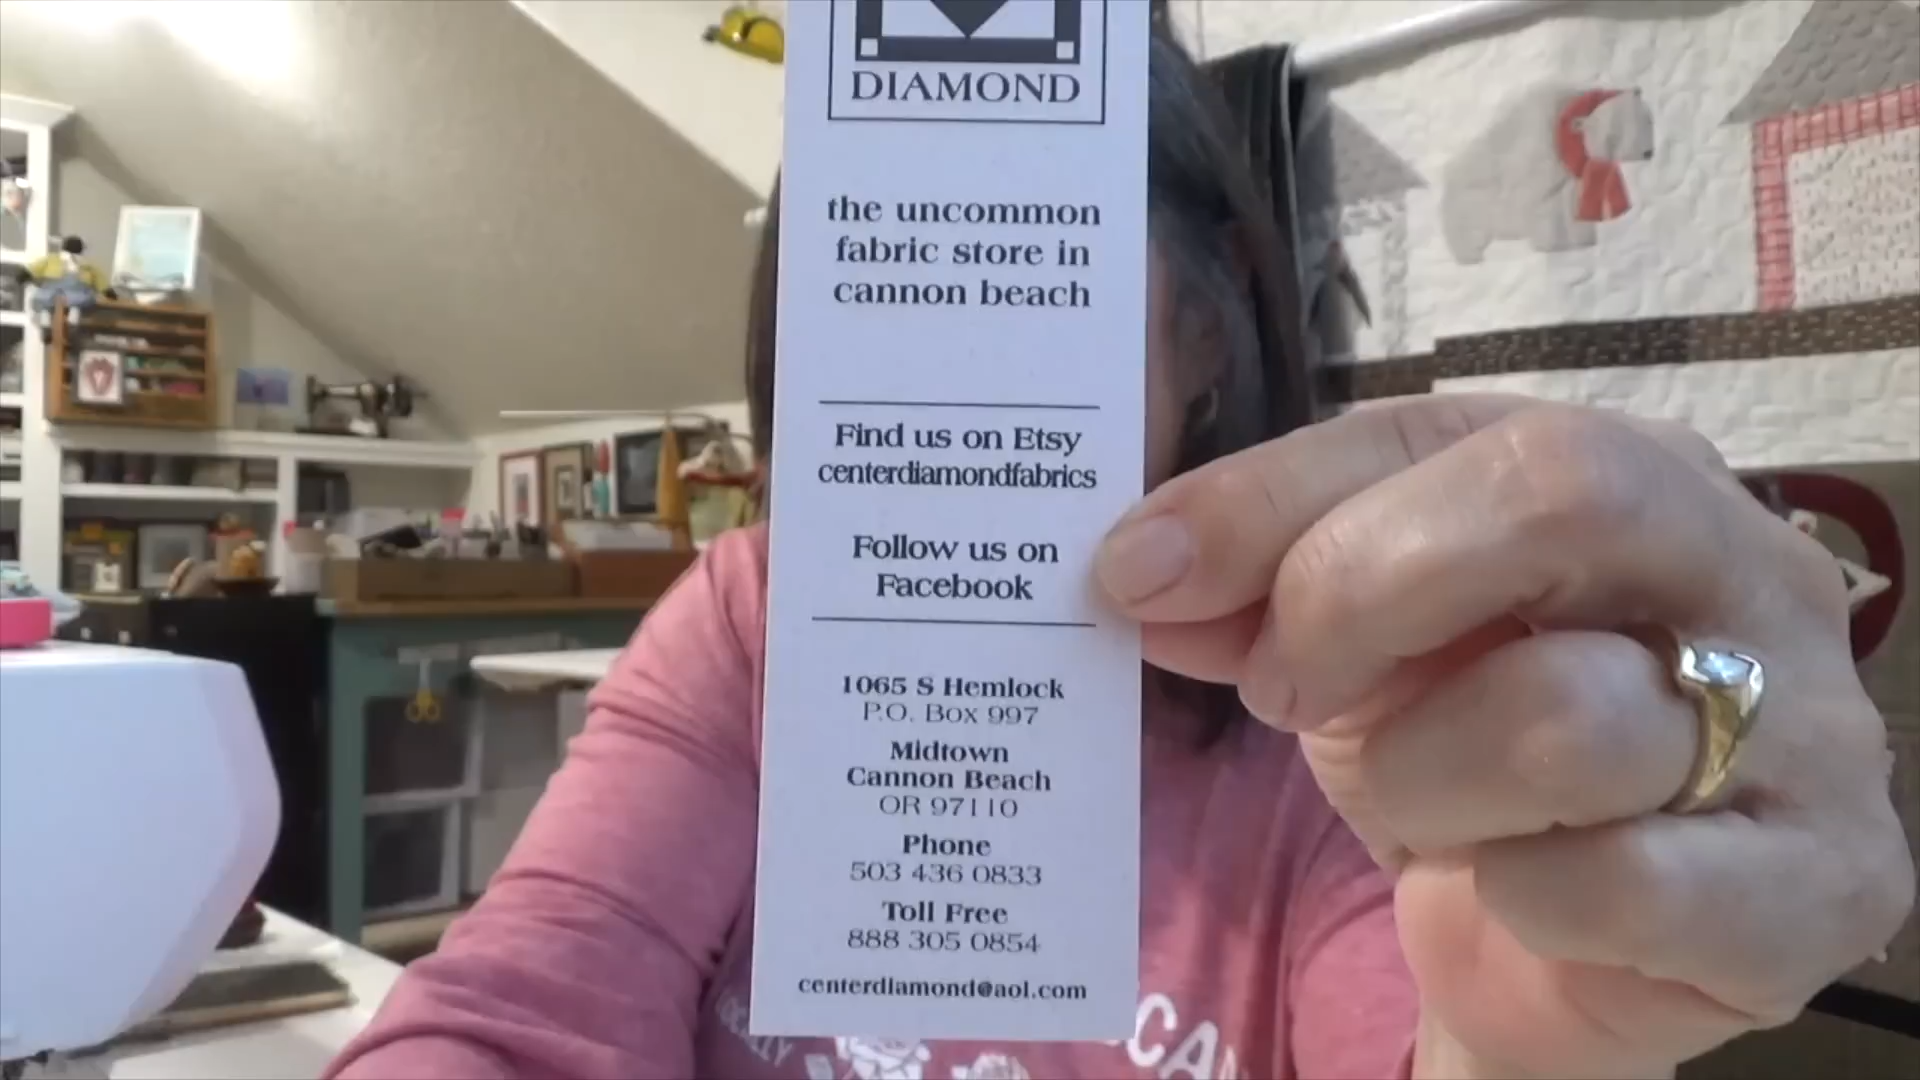 DIAMOND
the uncommon
fabric store in
cannon beach
Find us on Etsy
centerdiamondfabrics
Follow us on
Facebook
1065 S Hemlock
P.O. Box 997
Midtown
Cannon Beach
OR 97110
Phone
503 436 0833
Toll Free
888 305 0854
centerdiamond@aol.com